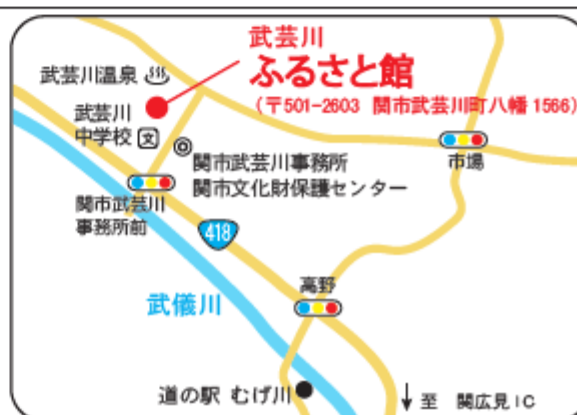 武芸川
ふるさと館
（〒501-2603 関市武芸川町八幡 1566）
武芸川温泉
武芸川
中学校 文
市場
関市武芸川事務所
関市文化財保護センター
関市武芸川
事務所前
418
高野
武儀川
道の駅 むげ川
至 関広見IC